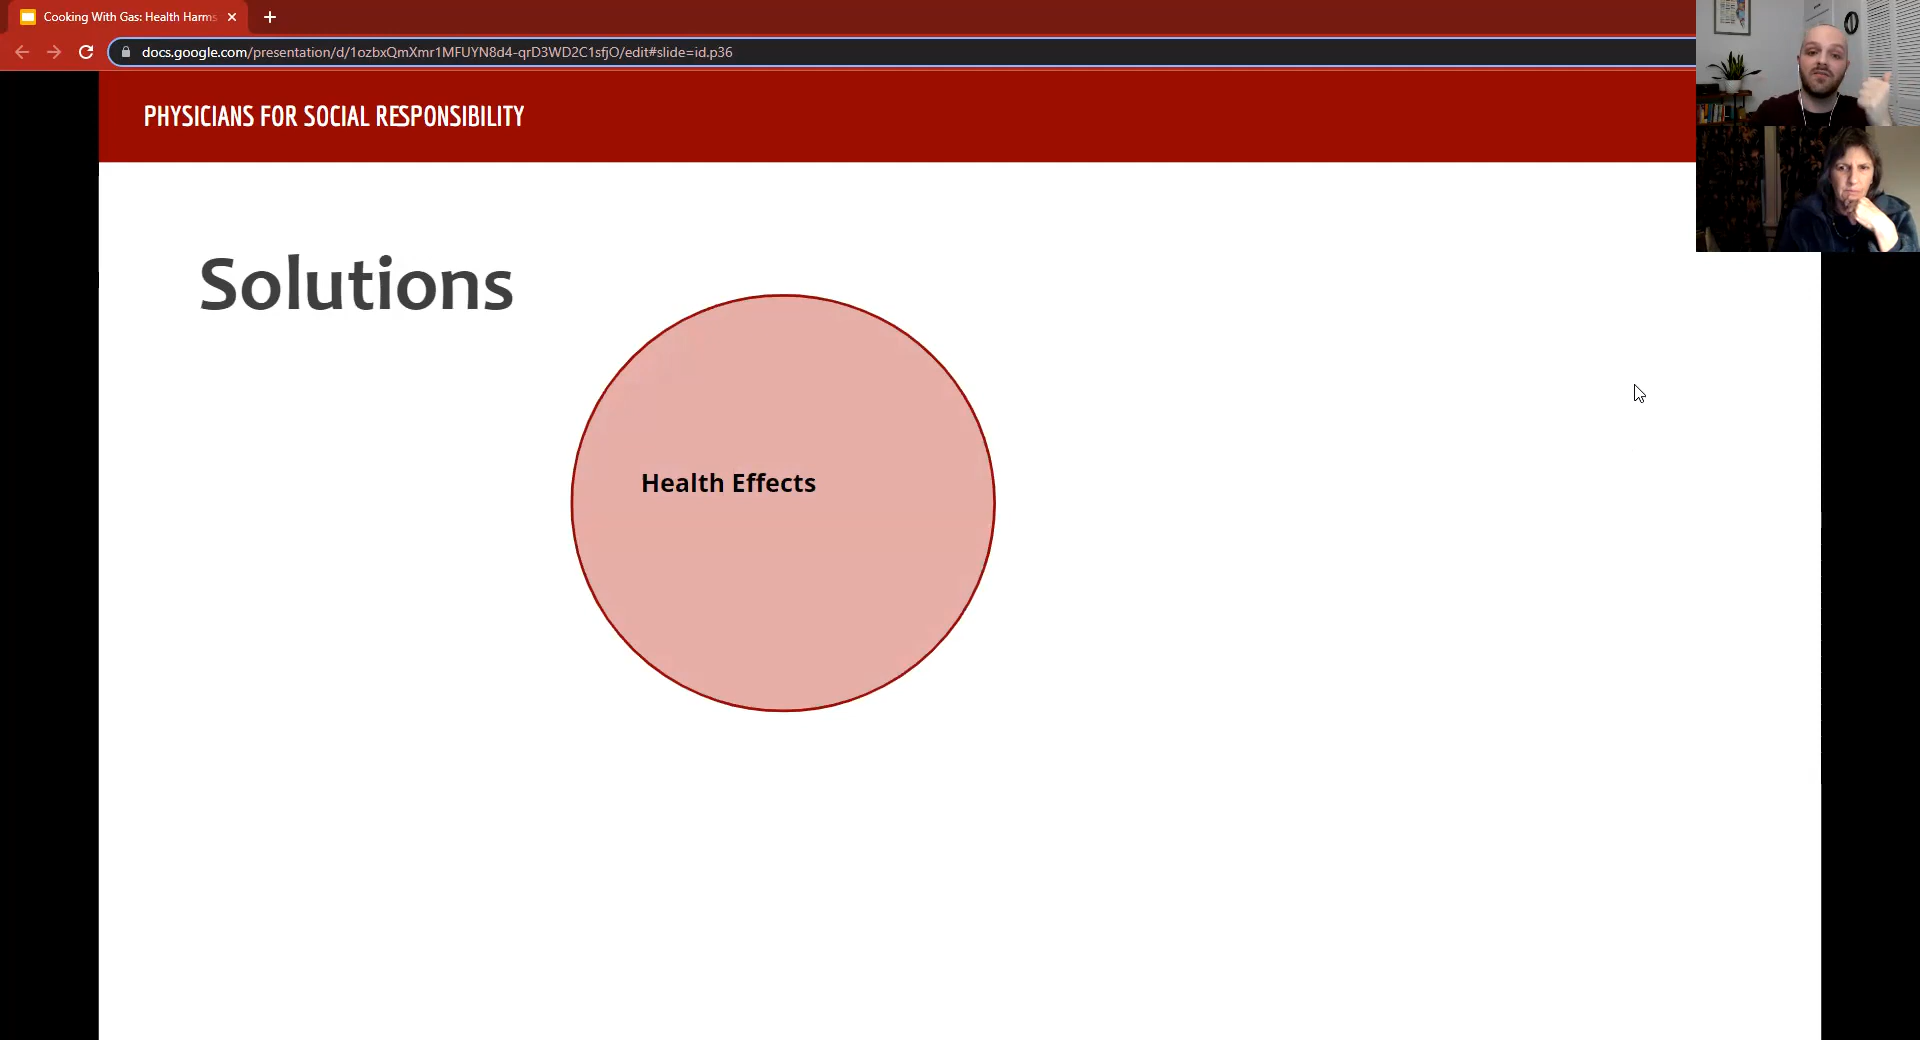 Cooking With Gas: Health Harms
docs.google.com/presentation/d/1ozbxQmXmr1MFUYN8d4-qrD3WD2C1sfjO/edit#slide=id.p36
PHYSICIANS FOR SOCIAL RESPONSIBILITY
Solutions
Health Effects